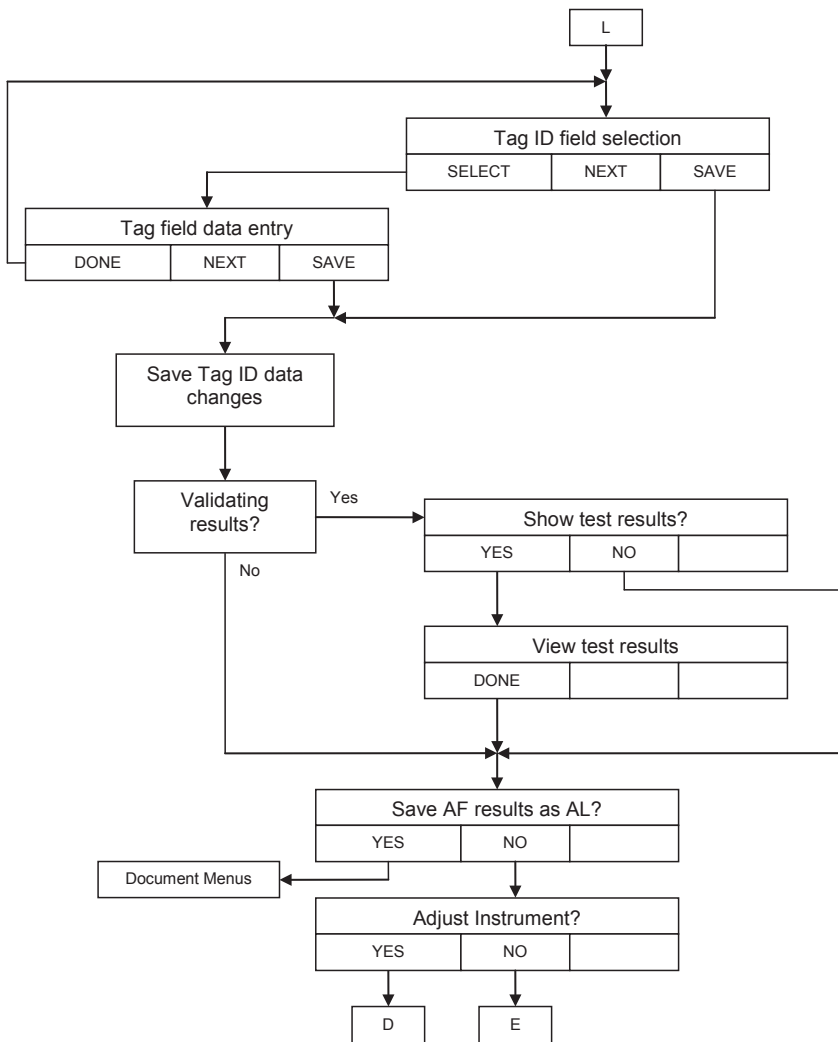 L
Tag ID field selection
SELECT NEXT SAVE
Tag field data entry
DONE NEXT SAVE
Save Tag ID data
changes
Validating
results?
Yes
No
Show test results?
YES NO
View test results
DONE
Save AF results as AL?
YES NO
Document Menus
Adjust Instrument?
YES NO
D E